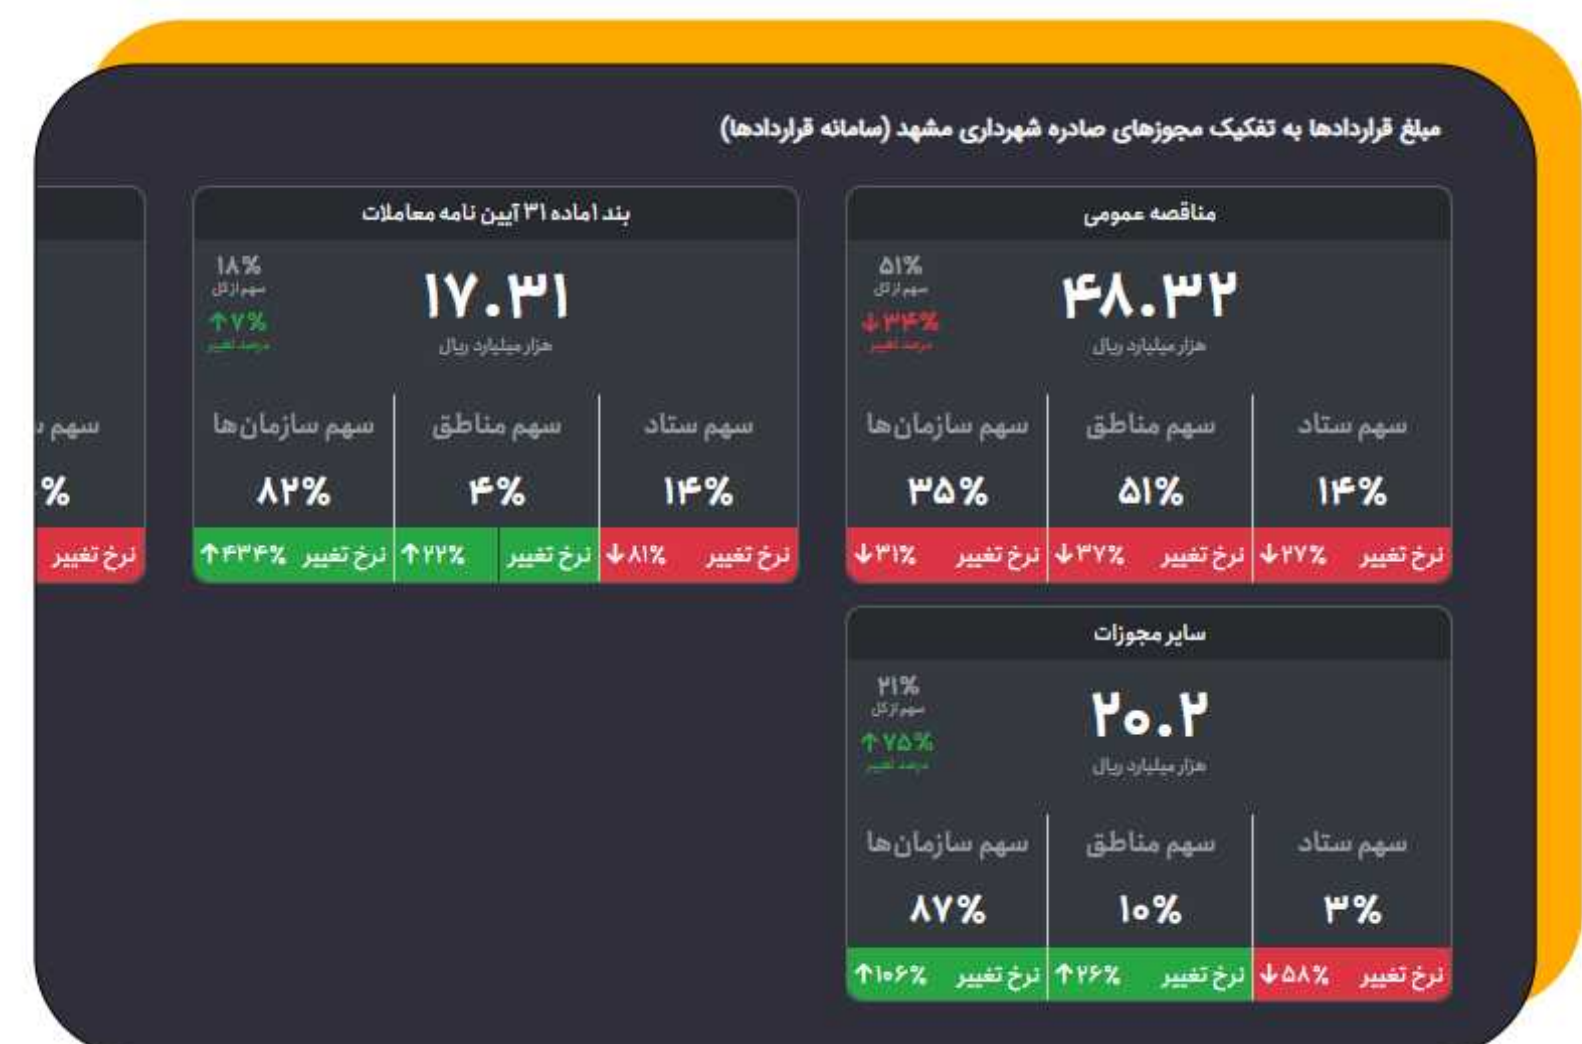 مبلغ قراردادها به تفکیک مجوزهای صادره شهرداری مشهد (سامانه قراردادها)
مناقصه عمومی
۴۸.۳۲
هزار میلیارد ریال
۵۱%
سهم از کل
↓۳۴%
درصد تغییر
سهم ستاد
سهم مناطق
سهم سازمان‌ها
۱۴%
۵۱%
۳۵%
نرخ تغییر ۲۷%↓
نرخ تغییر ۳۷%↓
نرخ تغییر ۳۱%↓
بند ا ماده ۳۱ آیین نامه معاملات
۱۷.۳۱
هزار میلیارد ریال
۱۸%
سهم از کل
↑۷%
درصد تغییر
سهم ستاد
سهم مناطق
سهم سازمان‌ها
۱۴%
۴%
۸۲%
نرخ تغییر ۸۱%↓
نرخ تغییر ۲۲%↑
نرخ تغییر ۴۳۴%↑
سهم
%
نرخ تغییر
سایر مجوزات
۲۰.۲
هزار میلیارد ریال
۲۱%
سهم از کل
↑۷۵%
درصد تغییر
سهم ستاد
سهم مناطق
سهم سازمان‌ها
۳%
۱۰%
۸۷%
نرخ تغییر ۵۸%↓
نرخ تغییر ۲۶%↑
نرخ تغییر ۱۰۶%↑